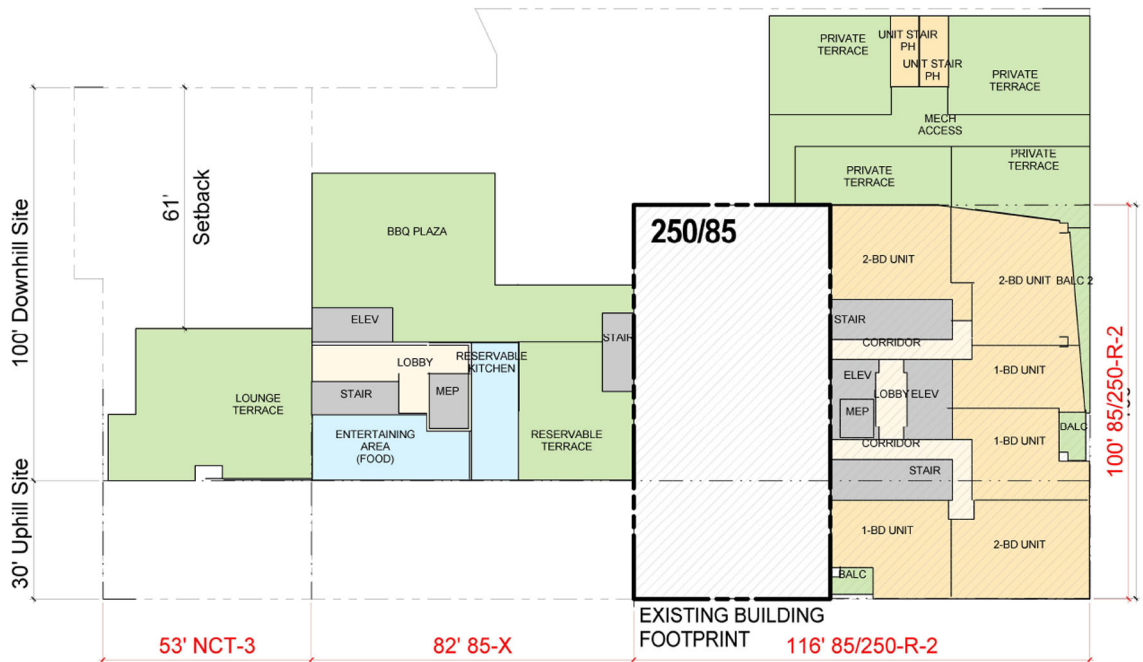 PRIVATE
TERRACE
UNIT STAIR
PH
UNIT STAIR
PH
PRIVATE
TERRACE
MECH
ACCESS
PRIVATE
TERRACE
PRIVATE
TERRACE
61'
Setback
100' Downhill Site
30' Uphill Site
BBQ PLAZA
250/85
2-BD UNIT
2-BD UNIT
BALC 2
ELEV
STAIR
STAIR
CORRIDOR
LOBBY
RESERVABLE
KITCHEN
STAIR
MEP
LOUNGE
TERRACE
ENTERTAINING
AREA
(FOOD)
RESERVABLE
TERRACE
1-BD UNIT
ELEV
LOBBY
ELEV
MEP
BALC
CORRIDOR
1-BD UNIT
STAIR
1-BD UNIT
2-BD UNIT
BALC
100' 85/250-R-2
EXISTING BUILDING
FOOTPRINT
53' NCT-3
82' 85-X
116' 85/250-R-2